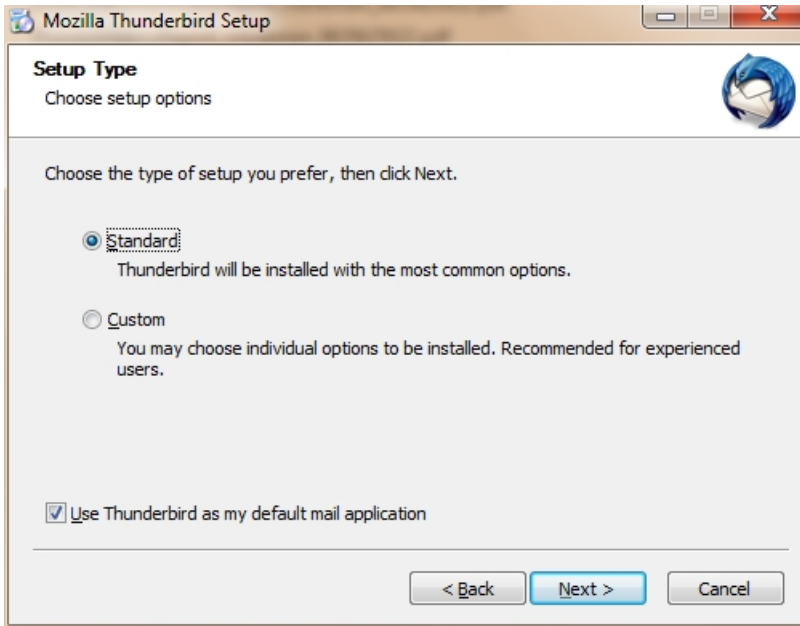 Mozilla Thunderbird Setup
Setup Type
Choose setup options
Choose the type of setup you prefer, then click Next.
Standard
Thunderbird will be installed with the most common options.
Custom
You may choose individual options to be installed. Recommended for experienced
users.
Use Thunderbird as my default mail application
< Back Next > Cancel